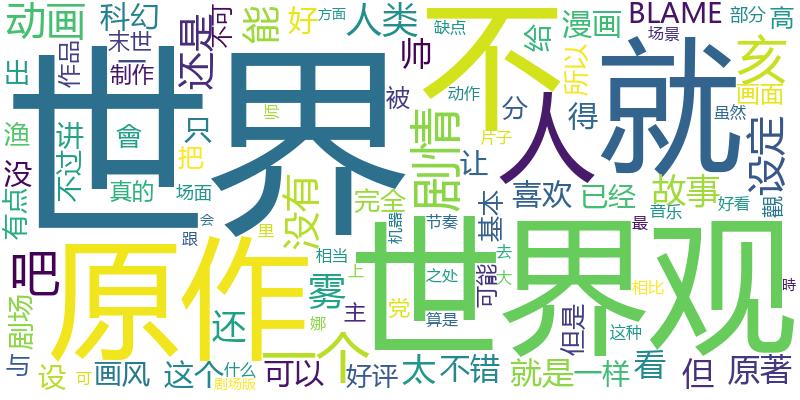 动画 科幻 能 好 方面 人类 缺点 不 给 漫画 BLAME 部分 高
末世 还是 不可 帅 所以 场景 亥
庄 作品 制作 世界 被 动作 就 画面
渔 不过 讲 會 只 剧情 分 人 得 设定 虽然
没 把 片子 让
有点 真的 场面 没有 完全 基本 喜欢 已经 故事 觀 好看
会 跟 里 机器 节奏 世界观 音乐 最
吧 原作 相当 去 可能
剧场 还 雾 上 之处 大 但是 相比 時
与 娜 主 党 算是 这种
设 画风 这个 一个 可以 好评 太 不错 就是 一样 看 但 原著
可 剧场版 什么